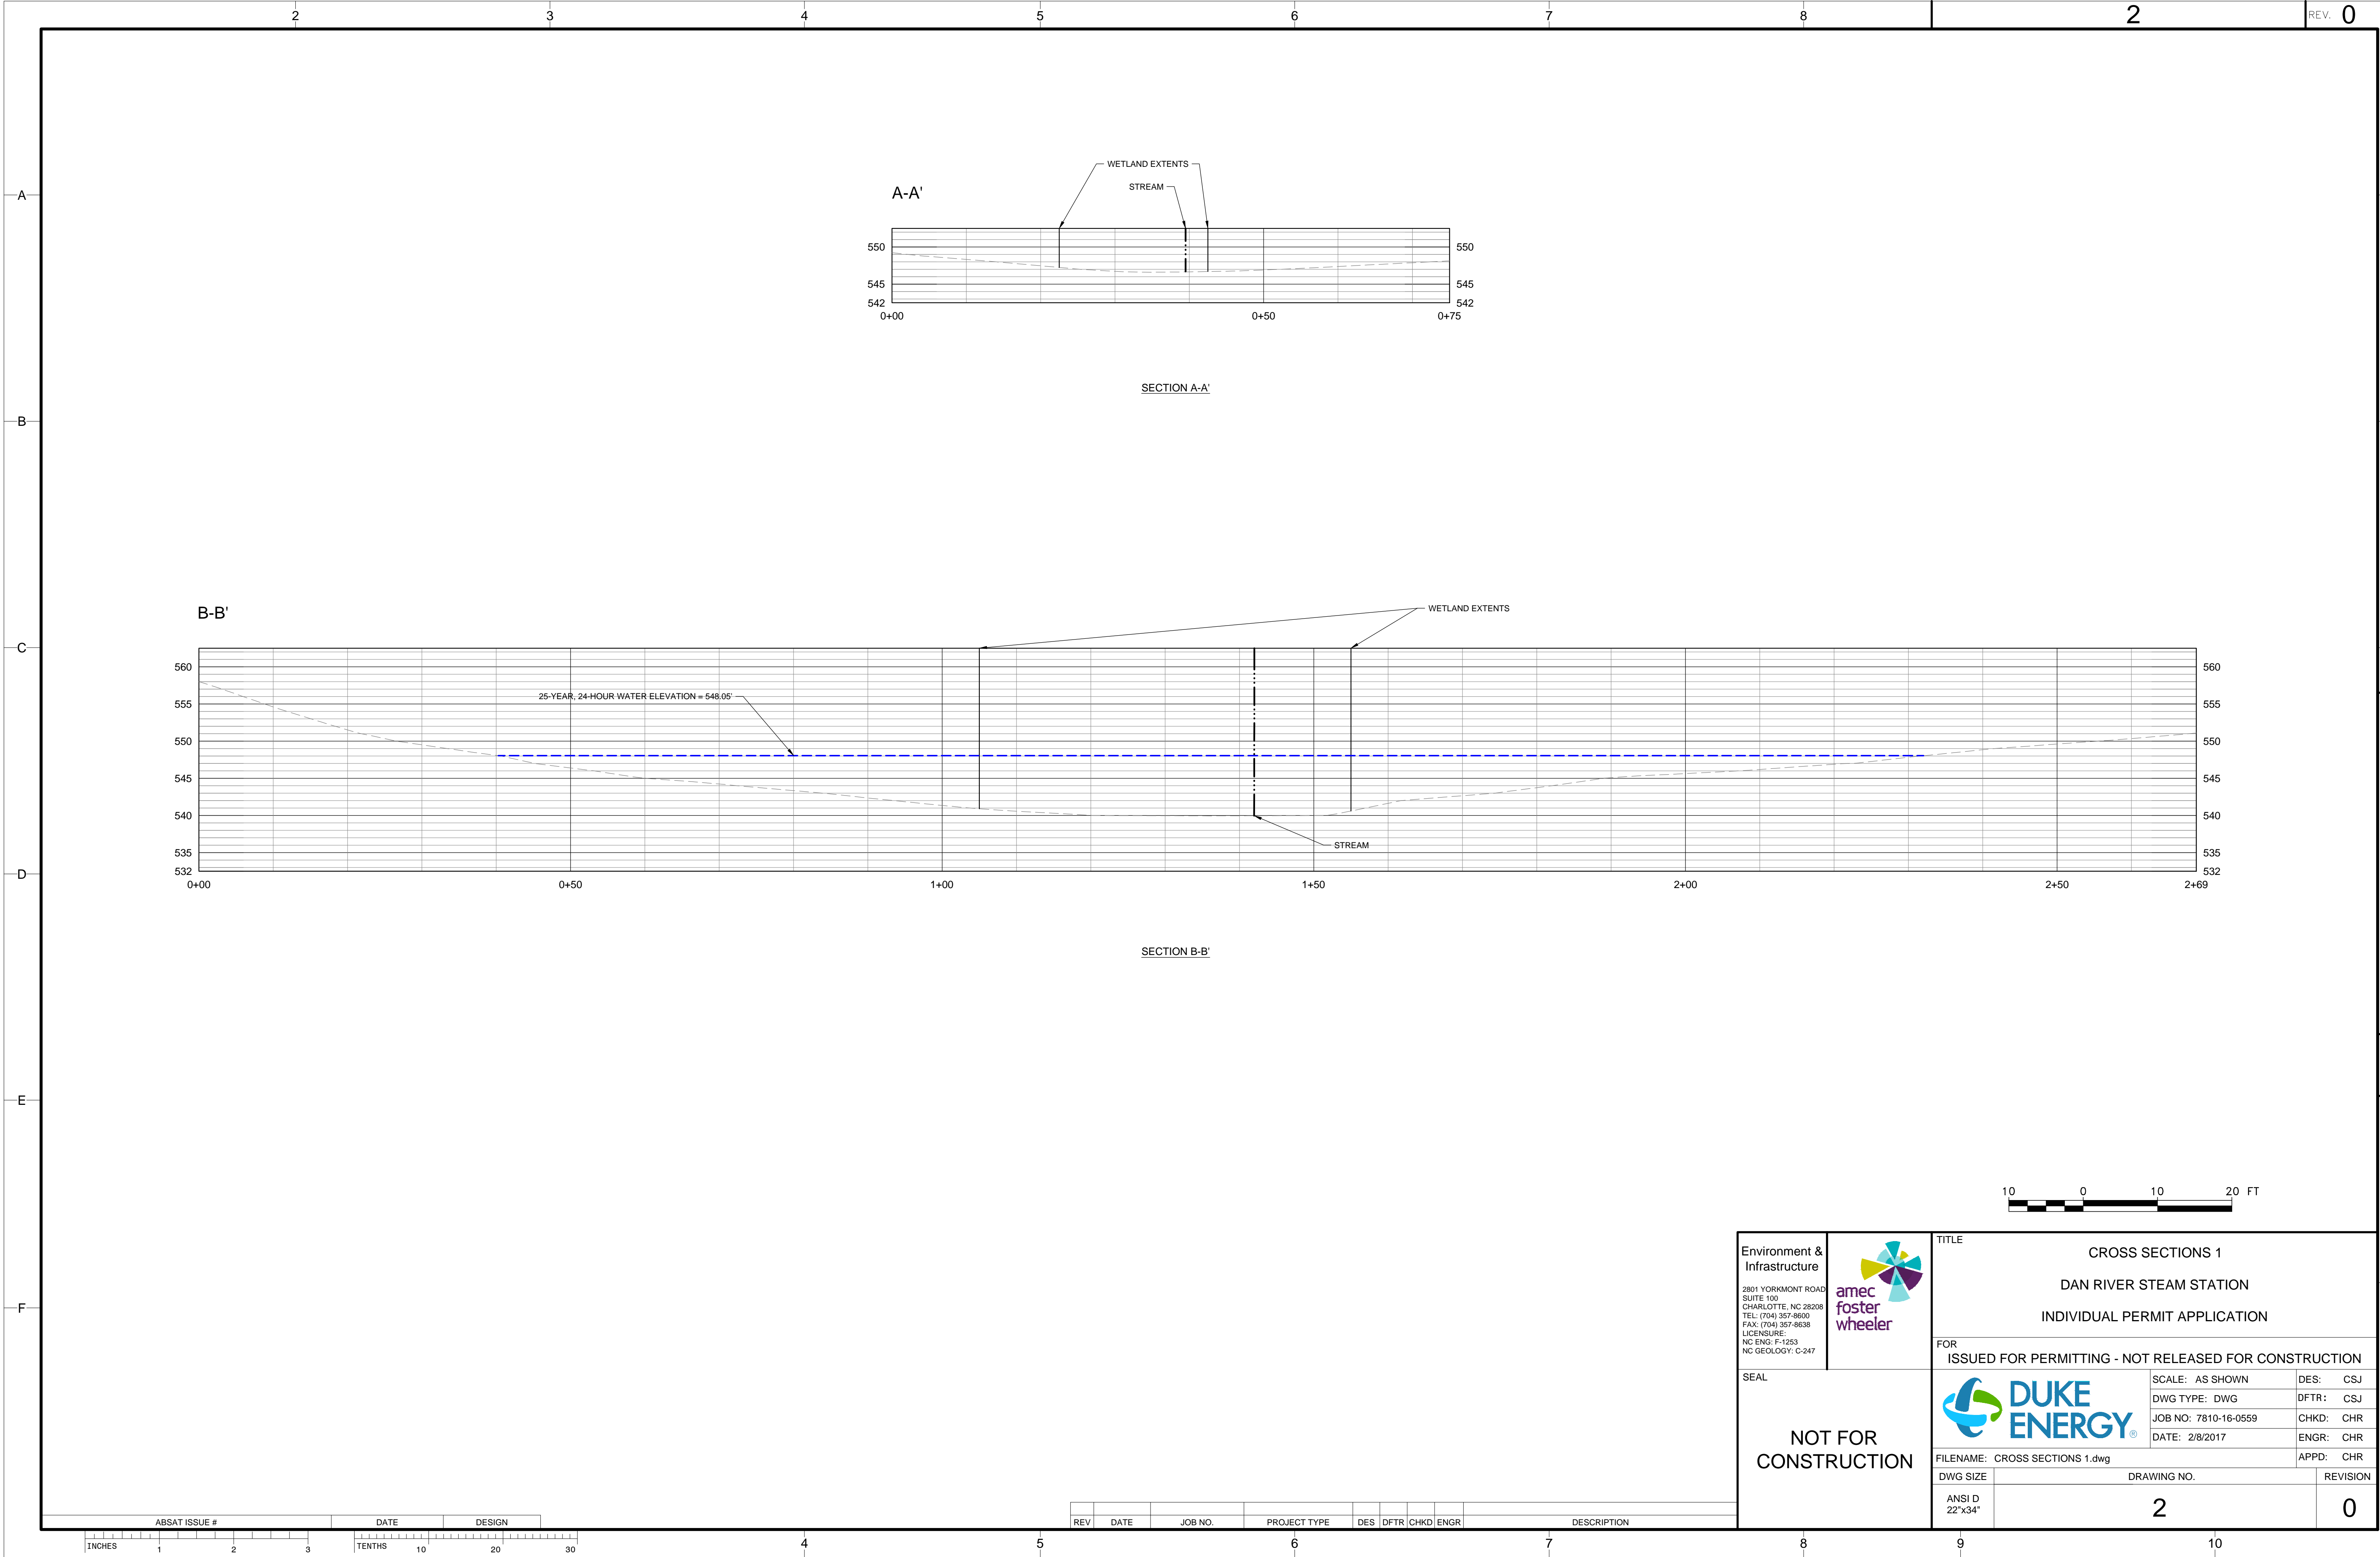 2 3 4 5 6 7 8 2 REV. 0
A
B
C
D
E
F
A-A'
WETLAND EXTENTS
STREAM
550 550
545 545
542 542
0+00 0+50 0+75
SECTION A-A'
B-B'
WETLAND EXTENTS
25-YEAR, 24-HOUR WATER ELEVATION = 548.05'
560 560
555 555
550 550
545 545
540 540
535 535
532 532
STREAM
0+00 0+50 1+00 1+50 2+00 2+50 2+69
SECTION B-B'
10 0 10 20 FT
Environment &
Infrastructure
2801 YORKMONT ROAD
SUITE 100
CHARLOTTE, NC 28208
TEL: (704) 357-8600
FAX: (704) 357-8638
LICENSURE:
NC ENG: F-1253
NC GEOLOGY: C-247
amec
foster
wheeler
TITLE
CROSS SECTIONS 1
DAN RIVER STEAM STATION
INDIVIDUAL PERMIT APPLICATION
FOR
ISSUED FOR PERMITTING - NOT RELEASED FOR CONSTRUCTION
SEAL
NOT FOR
CONSTRUCTION
DUKE
ENERGY®
SCALE: AS SHOWN DES: CSJ
DWG TYPE: DWG DFTR: CSJ
JOB NO: 7810-16-0559 CHKD: CHR
DATE: 2/8/2017 ENGR: CHR
FILENAME: CROSS SECTIONS 1.dwg APPD: CHR
DWG SIZE DRAWING NO. REVISION
ANSI D
22"x34"
2 0
ABSAT ISSUE # DATE DESIGN
REV DATE JOB NO. PROJECT TYPE DES DFTR CHKD ENGR DESCRIPTION
INCHES 1 2 3 TENTHS 10 20 30
4 5 6 7 8 9 10